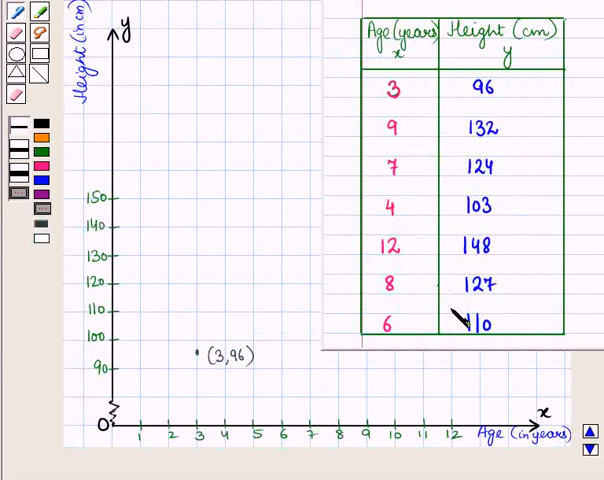 y
Height (in cm)
150
140
130
120
110
100
90
O
1 2 3 4 5 6 7 8 9 10 11 12
Age (in years)
x
(3,96)
Age (years) Height (cm)
x y
3 96
9 132
7 124
4 103
12 148
8 127
6 110